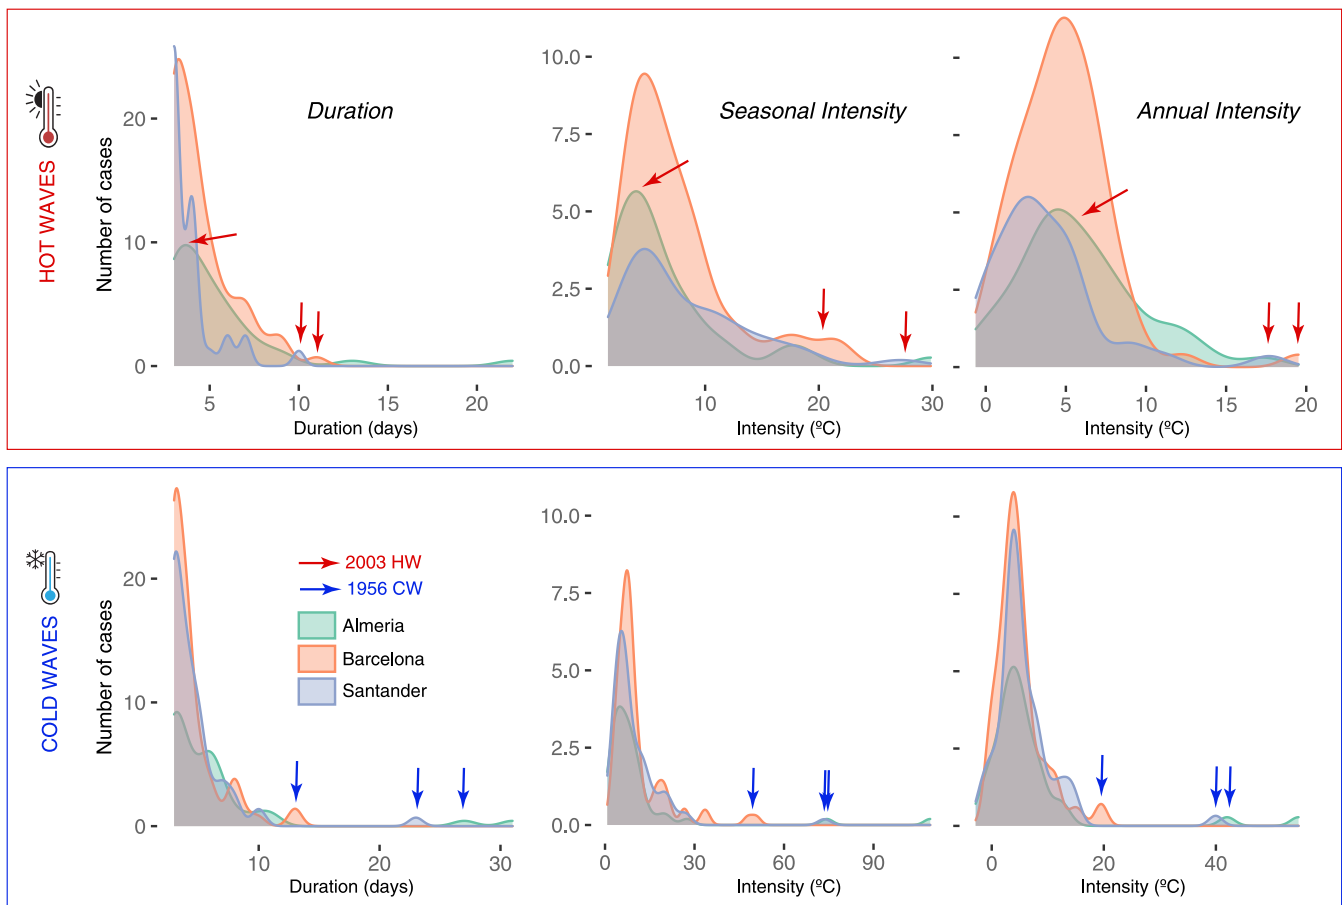 HOT WAVES
Number of cases
Duration
20
10
0
5
10
15
20
Duration (days)
Seasonal Intensity
10.0
7.5
5.0
2.5
0.0
10
20
30
Intensity (ºC)
Annual Intensity
0
5
10
15
20
Intensity (ºC)
COLD WAVES
Number of cases
20
10
0
2003 HW
1956 CW
Almeria
Barcelona
Santander
10
20
30
Duration (days)
10.0
7.5
5.0
2.5
0.0
0
30
60
90
Intensity (ºC)
0
20
40
Intensity (ºC)